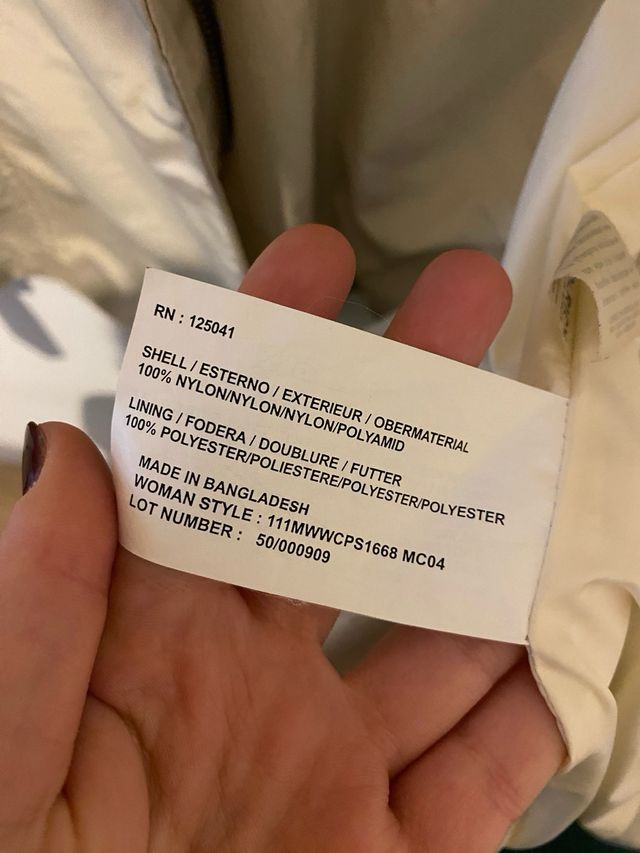 RN : 125041
SHELL / ESTERNO / EXTERIEUR / OBERMATERIAL
100% NYLON/NYLON/NYLON/POLYAMID
LINING / FODERA / DOUBLURE / FUTTER
100% POLYESTER/POLIESTERE/POLYESTER/POLYESTER
MADE IN BANGLADESH
WOMAN STYLE : 111MWWCPS1668 MC04
LOT NUMBER : 50/000909